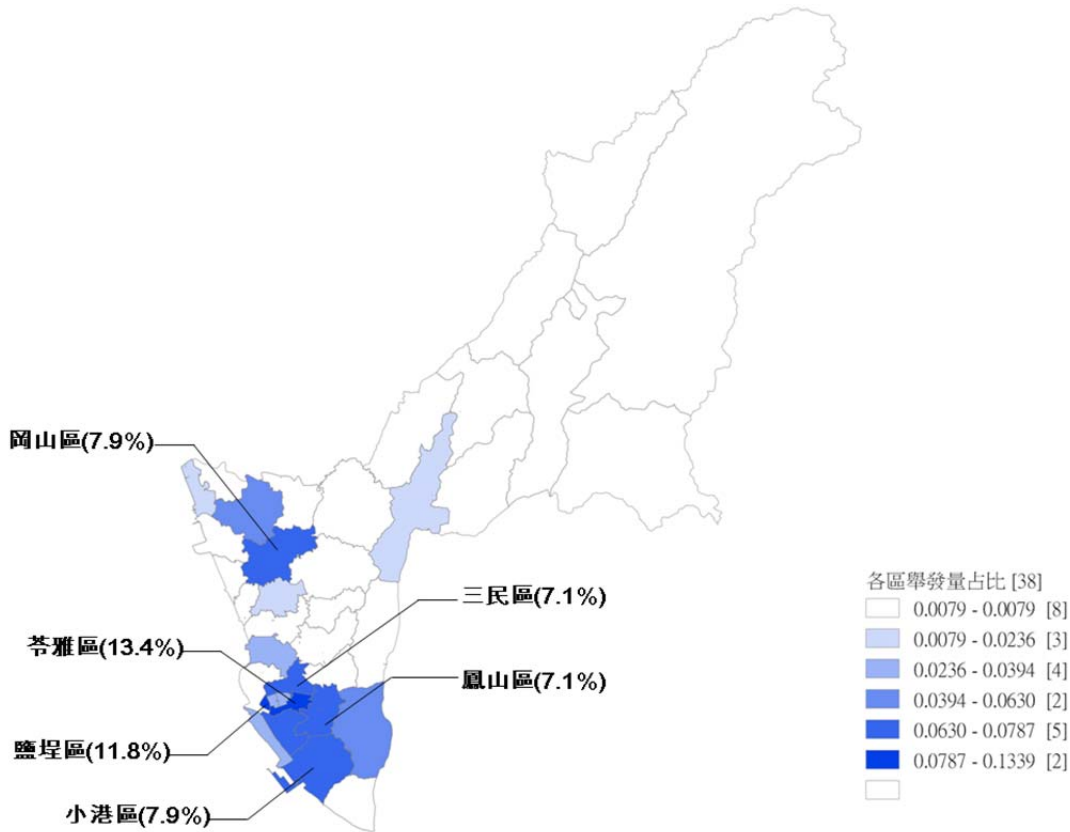 岡山區(7.9%)
三民區(7.1%)
苓雅區(13.4%)
鳳山區(7.1%)
鹽埕區(11.8%)
小港區(7.9%)
各區舉發量占比 [38]
0.0079 - 0.0079 [8]
0.0079 - 0.0236 [3]
0.0236 - 0.0394 [4]
0.0394 - 0.0630 [2]
0.0630 - 0.0787 [5]
0.0787 - 0.1339 [2]